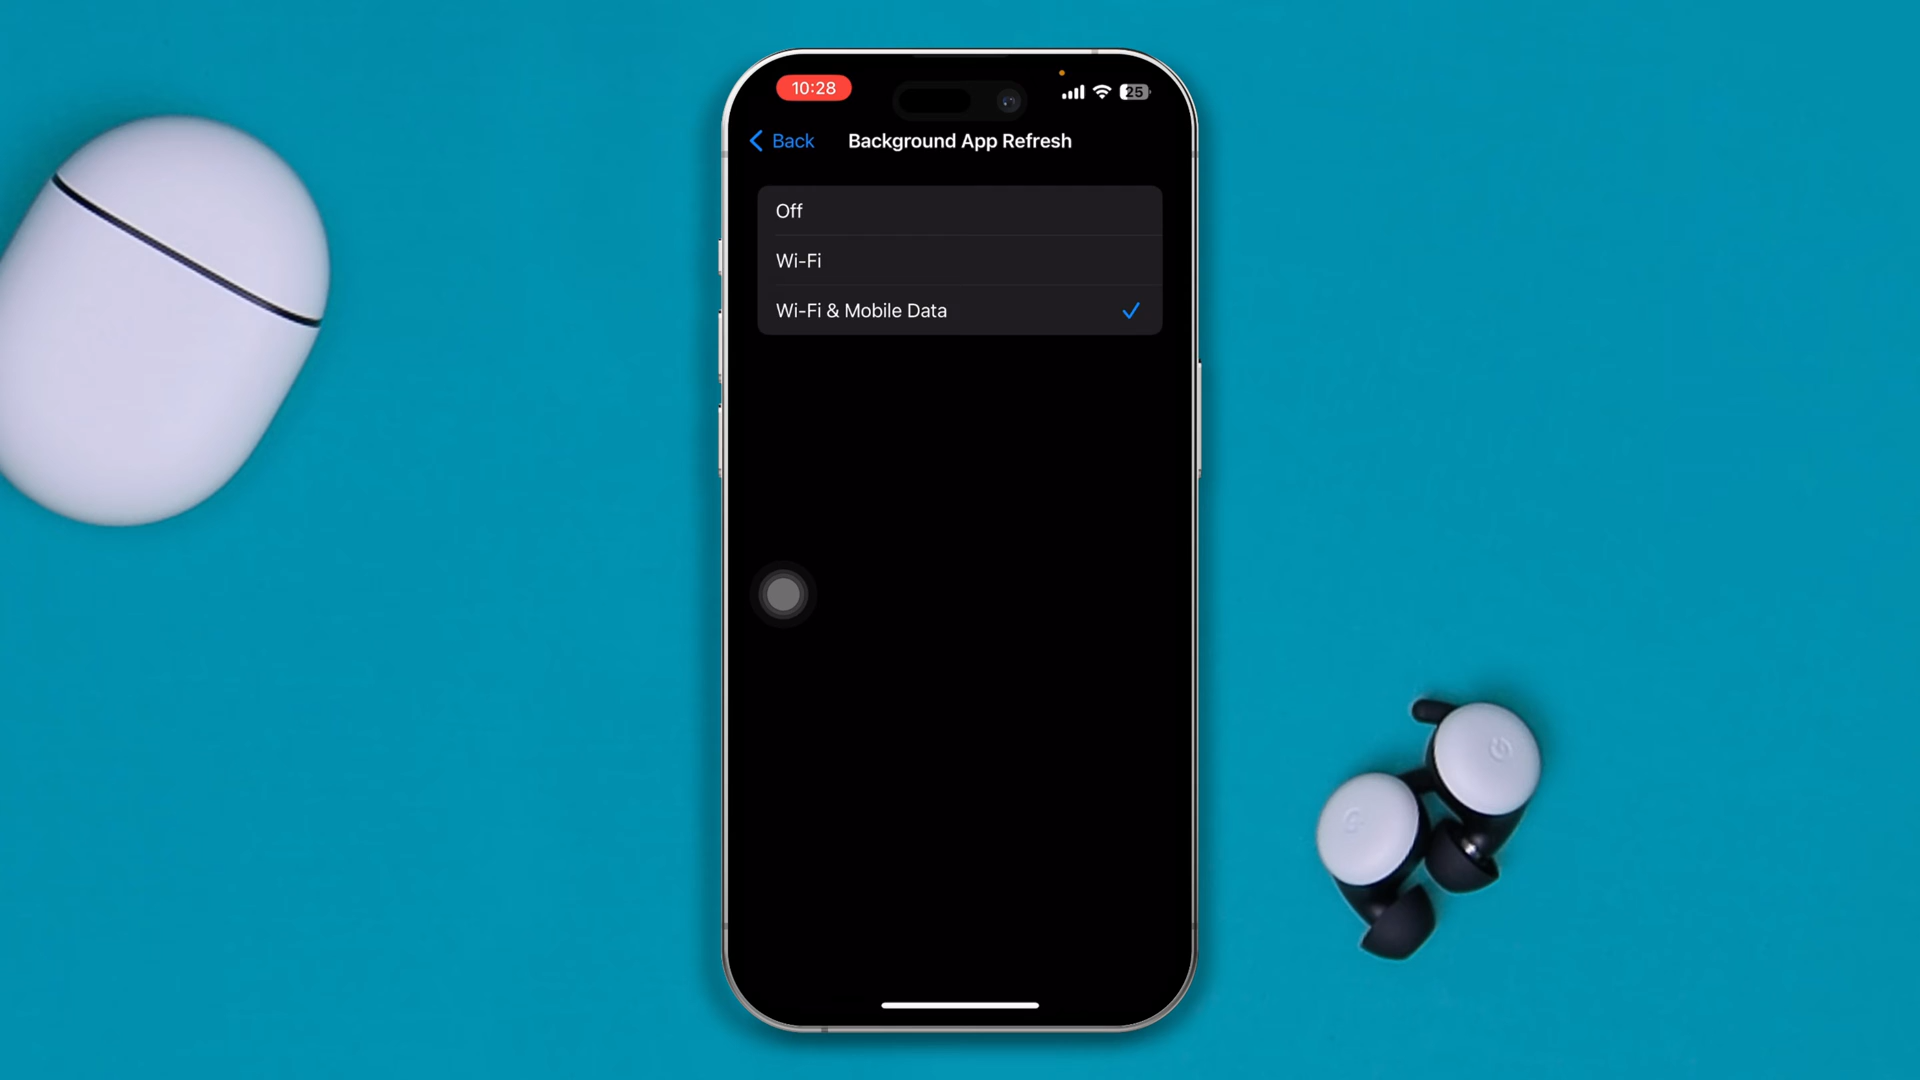 10:28
25
Back
Background App Refresh
Off
Wi-Fi
Wi-Fi & Mobile Data